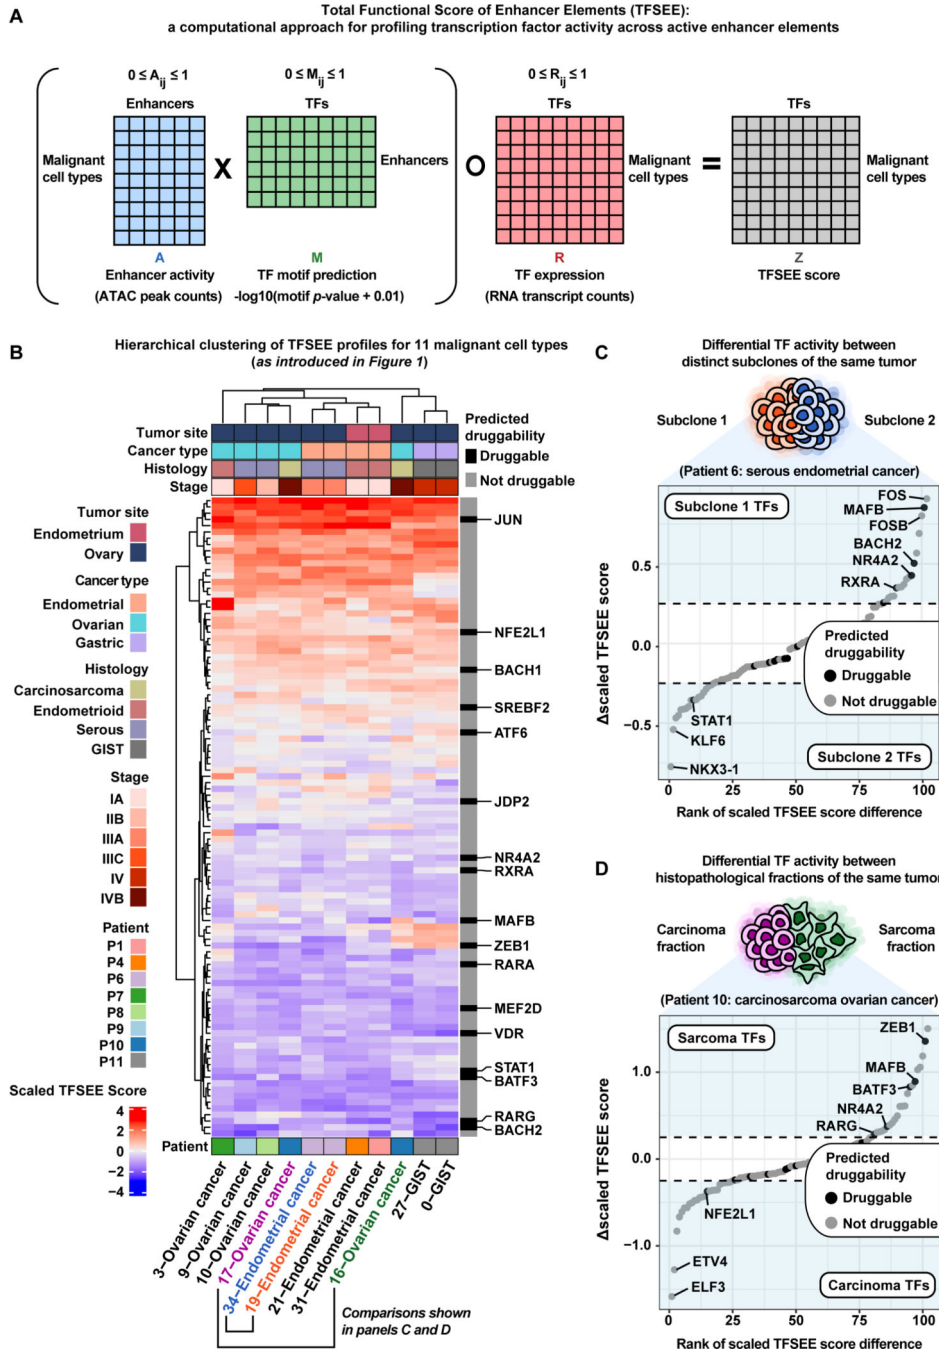 A
Total Functional Score of Enhancer Elements (TFSEE):
a computational approach for profiling transcription factor activity across active enhancer elements
0 ≤ Aij ≤ 1
Enhancers
Malignant
cell types
A
Enhancer activity
(ATAC peak counts)
X
0 ≤ Mij ≤ 1
TFs
Enhancers
M
TF motif prediction
-log10(motif p-value + 0.01)
O
0 ≤ Rij ≤ 1
TFs
Malignant
cell types
R
TF expression
(RNA transcript counts)
=
TFs
Malignant
cell types
Z
TFSEE score
B
Hierarchical clustering of TFSEE profiles for 11 malignant cell types
(as introduced in Figure 1)
Tumor site
Cancer type
Histology
Stage
Predicted
druggability
Druggable
Not druggable
Tumor site
Endometrium
Ovary
Cancer type
Endometrial
Ovarian
Gastric
Histology
Carcinosarcoma
Endometrioid
Serous
GIST
Stage
IA
IIB
IIIA
IIIC
IV
IVB
Patient
P1
P4
P6
P7
P8
P9
P10
P11
Scaled TFSEE Score
4
2
0
−2
−4
JUN
NFE2L1
BACH1
SREBF2
ATF6
JDP2
NR4A2
RXRA
MAFB
ZEB1
RARA
MEF2D
VDR
STAT1
BATF3
RARG
BACH2
Patient
3−Ovarian cancer
9−Ovarian cancer
10−Ovarian cancer
17−Ovarian cancer
34−Endometrial cancer
19−Endometrial cancer
21−Endometrial cancer
31−Endometrial cancer
16−Ovarian cancer
27−GIST
0−GIST
Comparisons shown
in panels C and D
C
Differential TF activity between
distinct subclones of the same tumor
Subclone 1
Subclone 2
(Patient 6: serous endometrial cancer)
Subclone 1 TFs
FOS
MAFB
FOSB
BACH2
NR4A2
RXRA
Predicted
druggability
Druggable
Not druggable
STAT1
KLF6
NKX3-1
Subclone 2 TFs
0.5
0.0
−0.5
Δscaled TFSEE score
0
25
50
75
100
Rank of scaled TFSEE score difference
D
Differential TF activity between
histopathological fractions of the same tumor
Carcinoma
fraction
Sarcoma
fraction
(Patient 10: carcinosarcoma ovarian cancer)
Sarcoma TFs
ZEB1
MAFB
BATF3
NR4A2
RARG
Predicted
druggability
Druggable
Not druggable
NFE2L1
ETV4
ELF3
Carcinoma TFs
1.0
0.0
−1.0
Δscaled TFSEE score
0
25
50
75
100
Rank of scaled TFSEE score difference